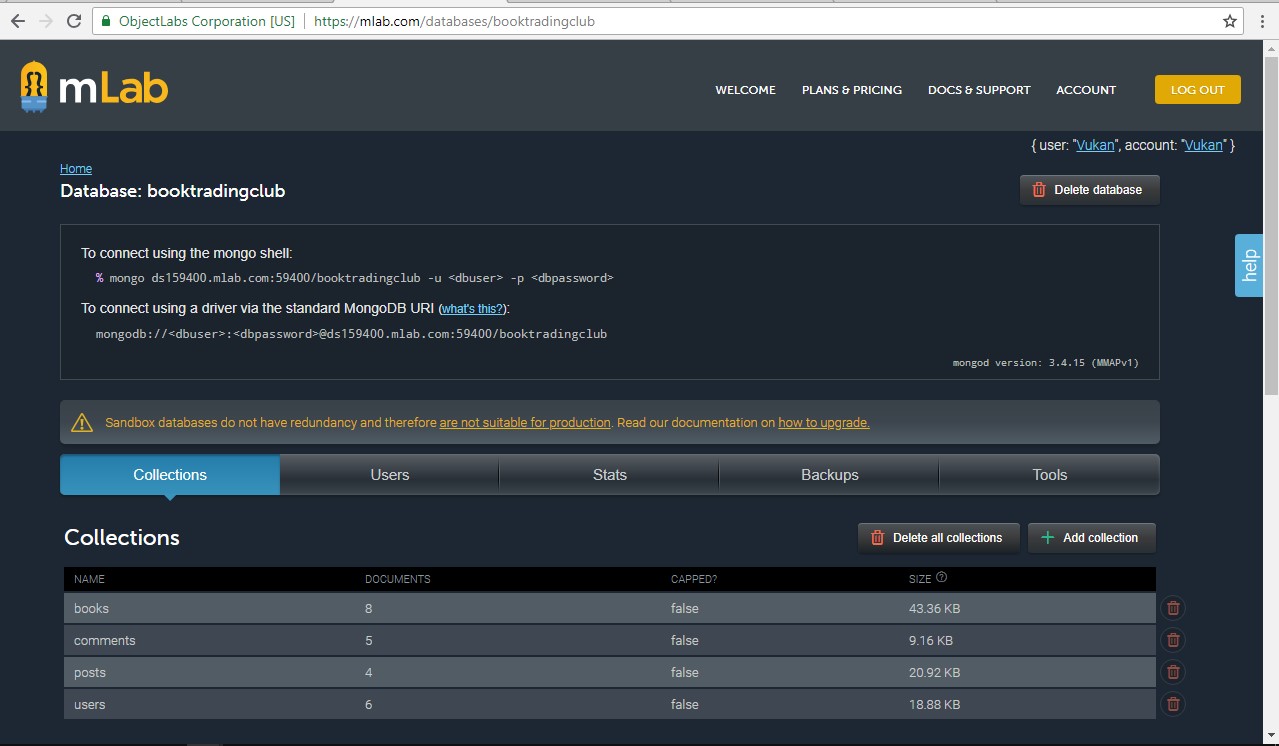 ObjectLabs Corporation [US] https://mlab.com/databases/booktradingclub
mLab
WELCOME PLANS & PRICING DOCS & SUPPORT ACCOUNT LOG OUT
{ user: "Vukan", account: "Vukan" }
Home
Database: booktradingclub
Delete database
To connect using the mongo shell:
% mongo ds159400.mlab.com:59400/booktradingclub -u <dbuser> -p <dbpassword>
To connect using a driver via the standard MongoDB URI (what's this?):
mongodb://<dbuser>:<dbpassword>@ds159400.mlab.com:59400/booktradingclub
mongod version: 3.4.15 (MMAPv1)
help
Sandbox databases do not have redundancy and therefore are not suitable for production. Read our documentation on how to upgrade.
Collections Users Stats Backups Tools
Collections
Delete all collections + Add collection
NAME DOCUMENTS CAPPED? SIZE ?
books 8 false 43.36 KB
comments 5 false 9.16 KB
posts 4 false 20.92 KB
users 6 false 18.88 KB